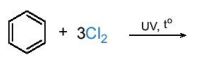 + 3Cl₂ UV, t°